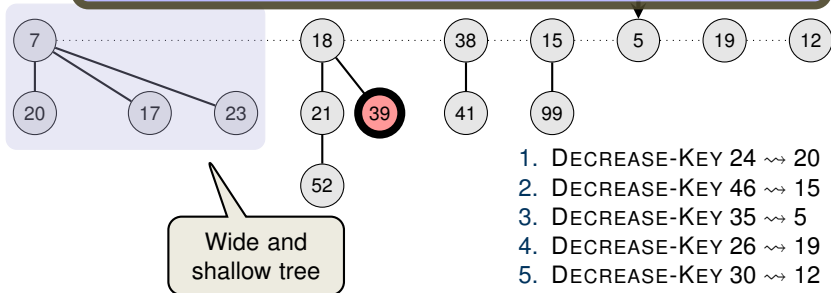 7 18 38 15 5 19 12
20 17 23 21 39 41 99
52
1. DECREASE-KEY 24 ⇝ 20
2. DECREASE-KEY 46 ⇝ 15
3. DECREASE-KEY 35 ⇝ 5
4. DECREASE-KEY 26 ⇝ 19
5. DECREASE-KEY 30 ⇝ 12
Wide and
shallow tree